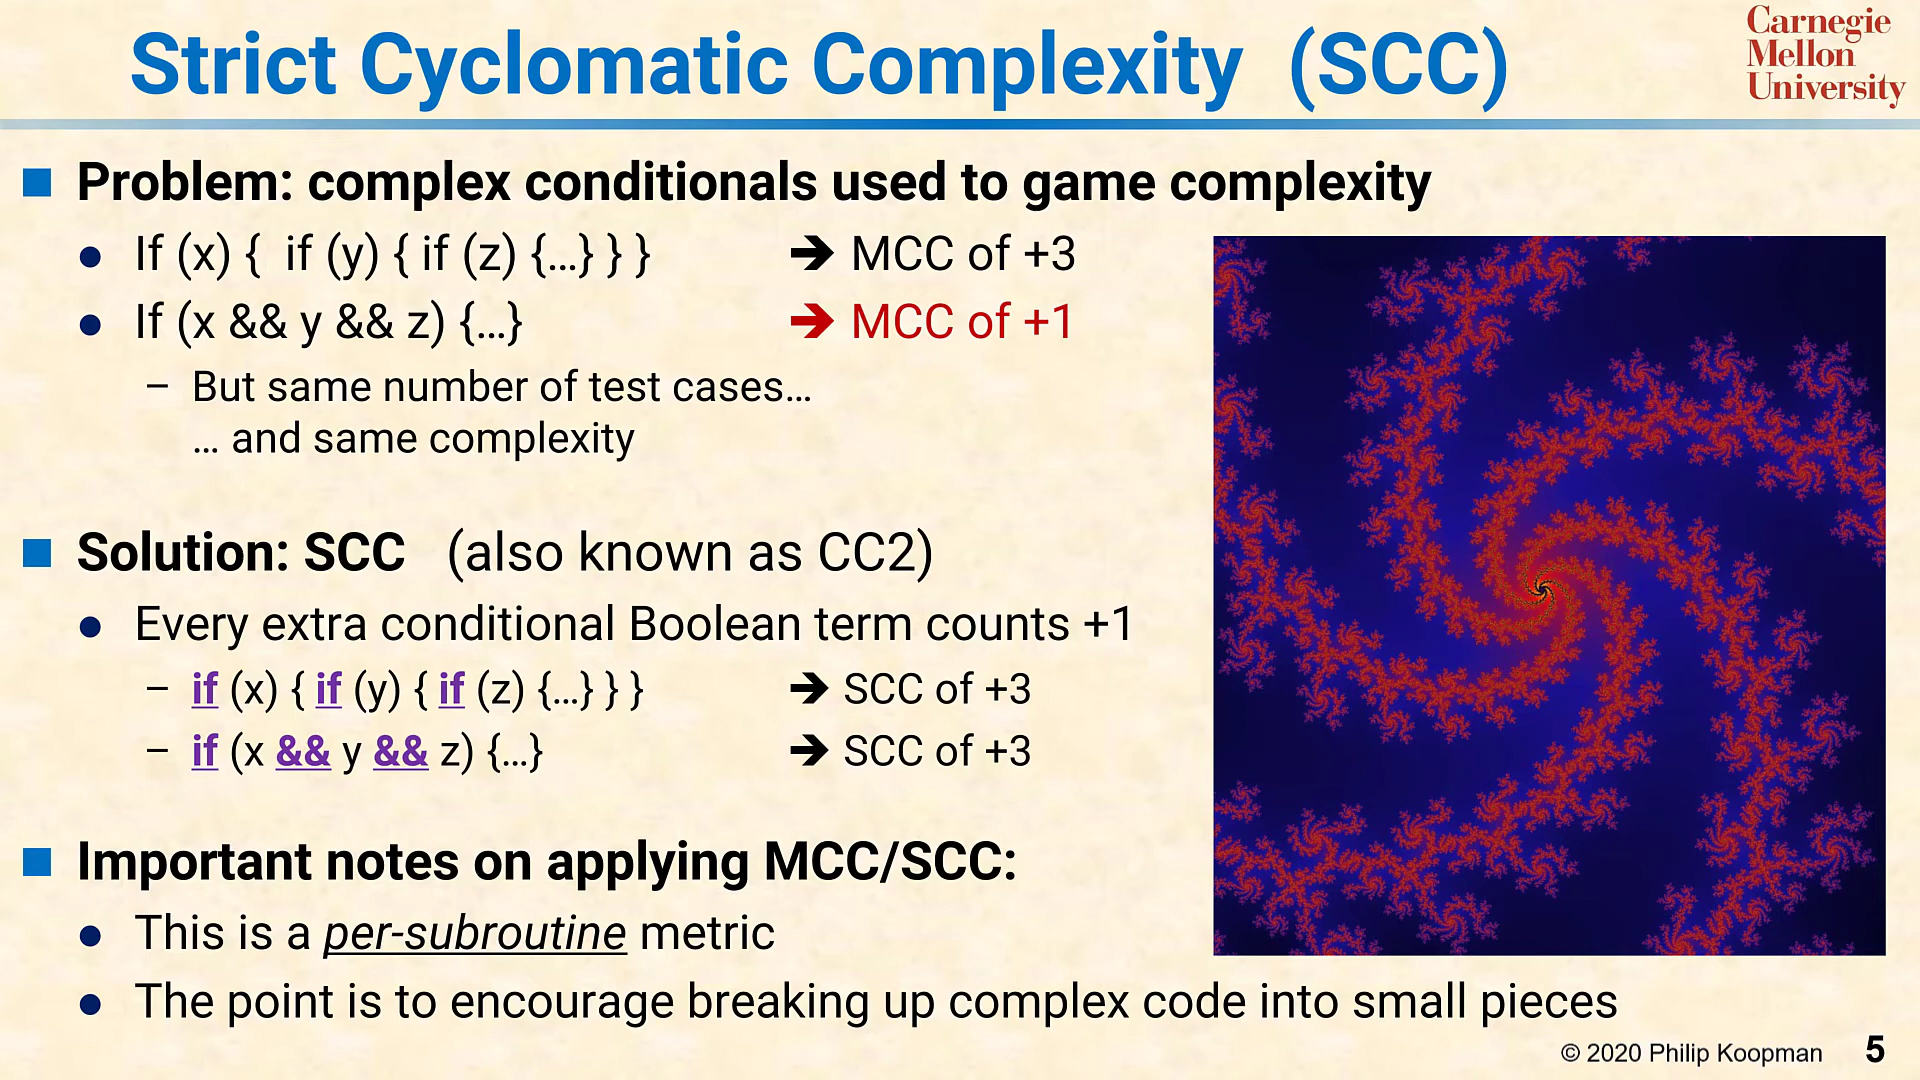 Strict Cyclomatic Complexity (SCC)
Carnegie
Mellon
University
Problem: complex conditionals used to game complexity
If (x) { if (y) { if (z) {...} } } ➔ MCC of +3
If (x && y && z) {...} ➔ MCC of +1
– But same number of test cases...
... and same complexity
Solution: SCC (also known as CC2)
Every extra conditional Boolean term counts +1
– if (x) { if (y) { if (z) {...} } } ➔ SCC of +3
– if (x && y && z) {...} ➔ SCC of +3
Important notes on applying MCC/SCC:
This is a per-subroutine metric
The point is to encourage breaking up complex code into small pieces
© 2020 Philip Koopman 5